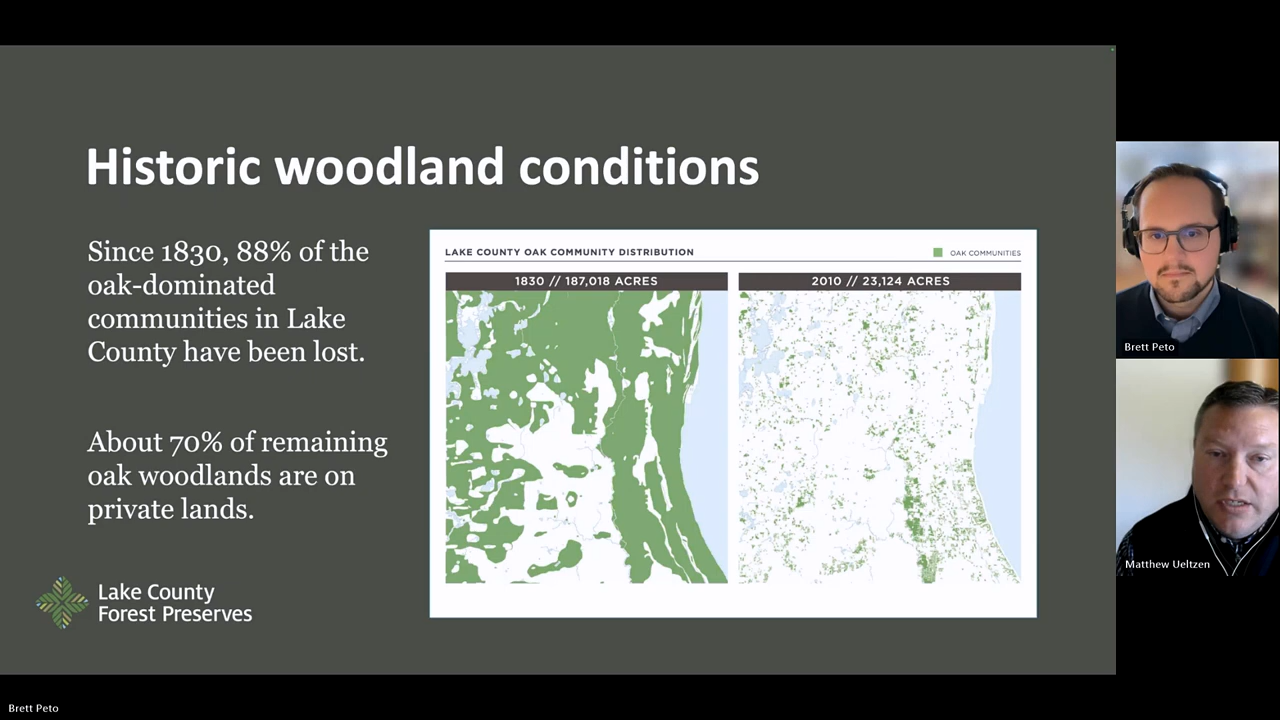 Historic woodland conditions
Since 1830, 88% of the
oak-dominated
communities in Lake
County have been lost.
About 70% of remaining
oak woodlands are on
private lands.
LAKE COUNTY OAK COMMUNITY DISTRIBUTION
OAK COMMUNITIES
1830 // 187,018 ACRES
2010 // 23,124 ACRES
Lake County
Forest Preserves
Brett Peto
Matthew Ueltzen
Brett Peto